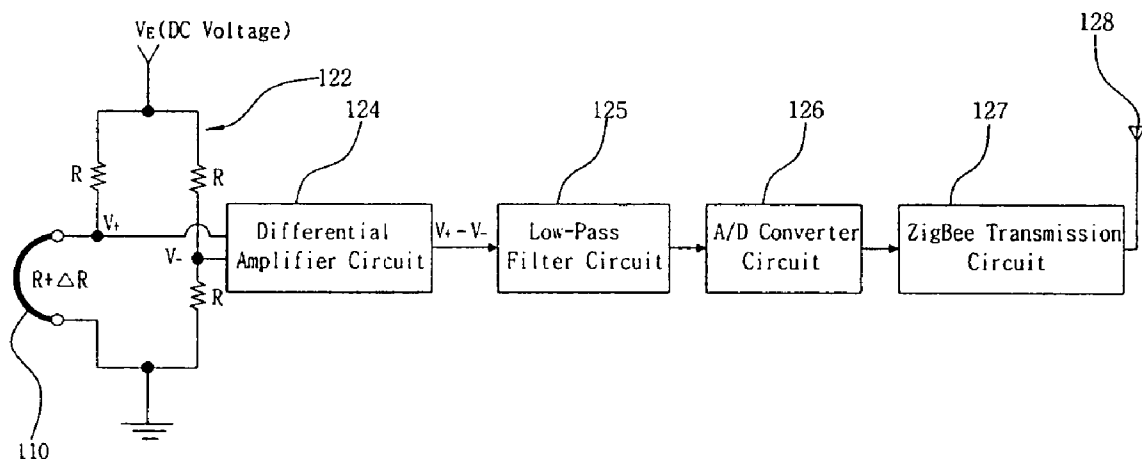 VE(DC Voltage)
122
124
125
126
127
128
R
R
V+
V-
R
R+△R
110
Differential
Amplifier Circuit
V+-V-
Low-Pass
Filter Circuit
A/D Converter
Circuit
ZigBee Transmission
Circuit